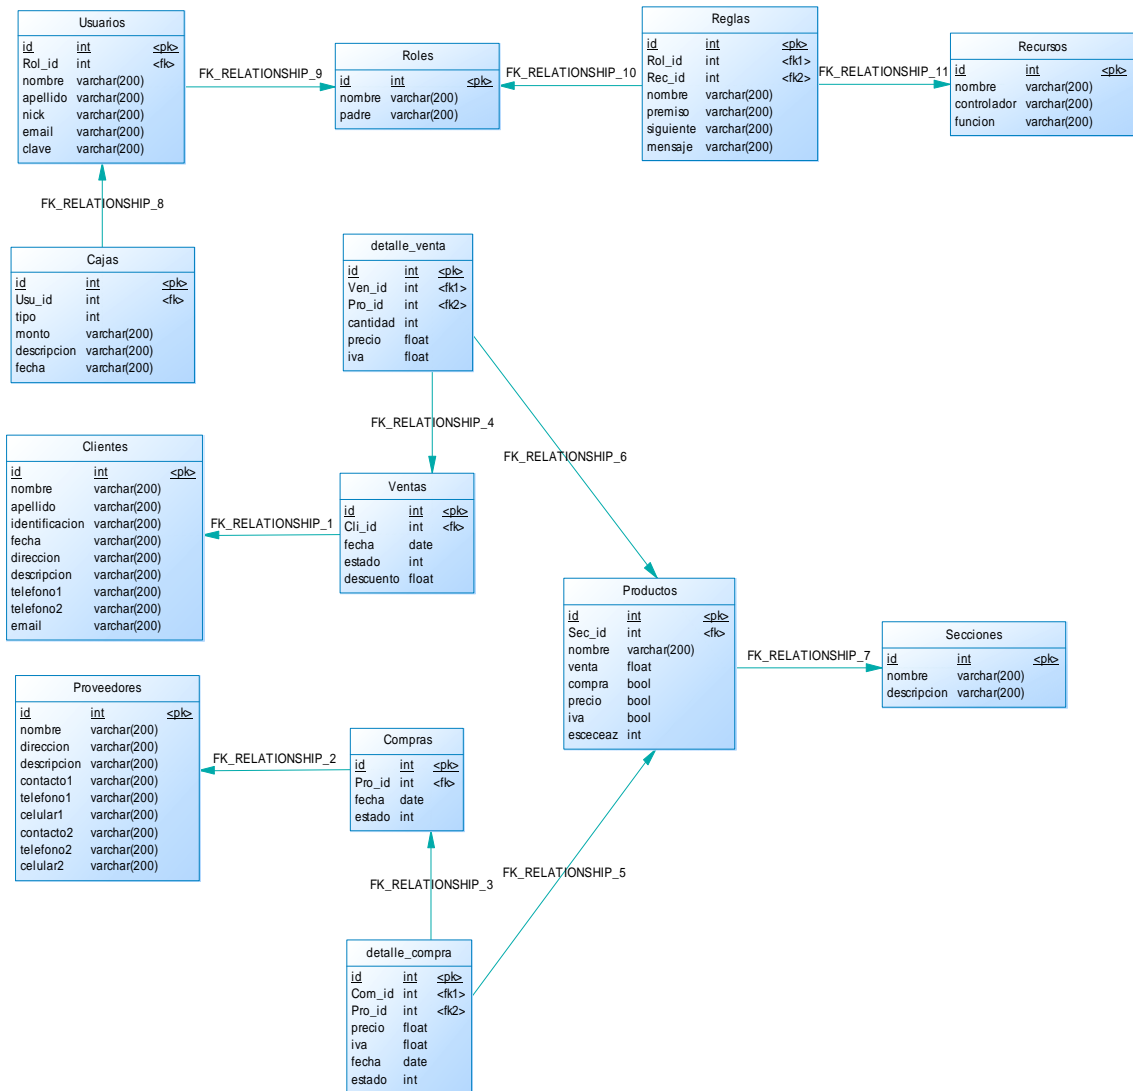 Usuarios
id int <pk>
Rol_id int <fk>
nombre varchar(200)
apellido varchar(200)
nick varchar(200)
email varchar(200)
clave varchar(200)
FK_RELATIONSHIP_9
Roles
id int <pk>
nombre varchar(200)
padre varchar(200)
FK_RELATIONSHIP_10
Reglas
id int <pk>
Rol_id int <fk1>
Rec_id int <fk2>
nombre varchar(200)
premiso varchar(200)
siguiente varchar(200)
mensaje varchar(200)
FK_RELATIONSHIP_11
Recursos
id int <pk>
nombre varchar(200)
controlador varchar(200)
funcion varchar(200)
FK_RELATIONSHIP_8
Cajas
id int <pk>
Usu_id int <fk>
tipo int
monto varchar(200)
descripcion varchar(200)
fecha varchar(200)
detalle_venta
id int <pk>
Ven_id int <fk1>
Pro_id int <fk2>
cantidad int
precio float
iva float
FK_RELATIONSHIP_4
FK_RELATIONSHIP_6
Clientes
id int <pk>
nombre varchar(200)
apellido varchar(200)
identificacion varchar(200)
fecha varchar(200)
direccion varchar(200)
descripcion varchar(200)
telefono1 varchar(200)
telefono2 varchar(200)
email varchar(200)
FK_RELATIONSHIP_1
Ventas
id int <pk>
Cli_id int <fk>
fecha date
estado int
descuento float
Productos
id int <pk>
Sec_id int <fk>
nombre varchar(200)
venta float
compra bool
precio bool
iva bool
esceceaz int
FK_RELATIONSHIP_7
Secciones
id int <pk>
nombre varchar(200)
descripcion varchar(200)
Proveedores
id int <pk>
nombre varchar(200)
direccion varchar(200)
descripcion varchar(200)
contacto1 varchar(200)
telefono1 varchar(200)
celular1 varchar(200)
contacto2 varchar(200)
telefono2 varchar(200)
celular2 varchar(200)
FK_RELATIONSHIP_2
Compras
id int <pk>
Pro_id int <fk>
fecha date
estado int
FK_RELATIONSHIP_3
FK_RELATIONSHIP_5
detalle_compra
id int <pk>
Com_id int <fk1>
Pro_id int <fk2>
precio float
iva float
fecha date
estado int